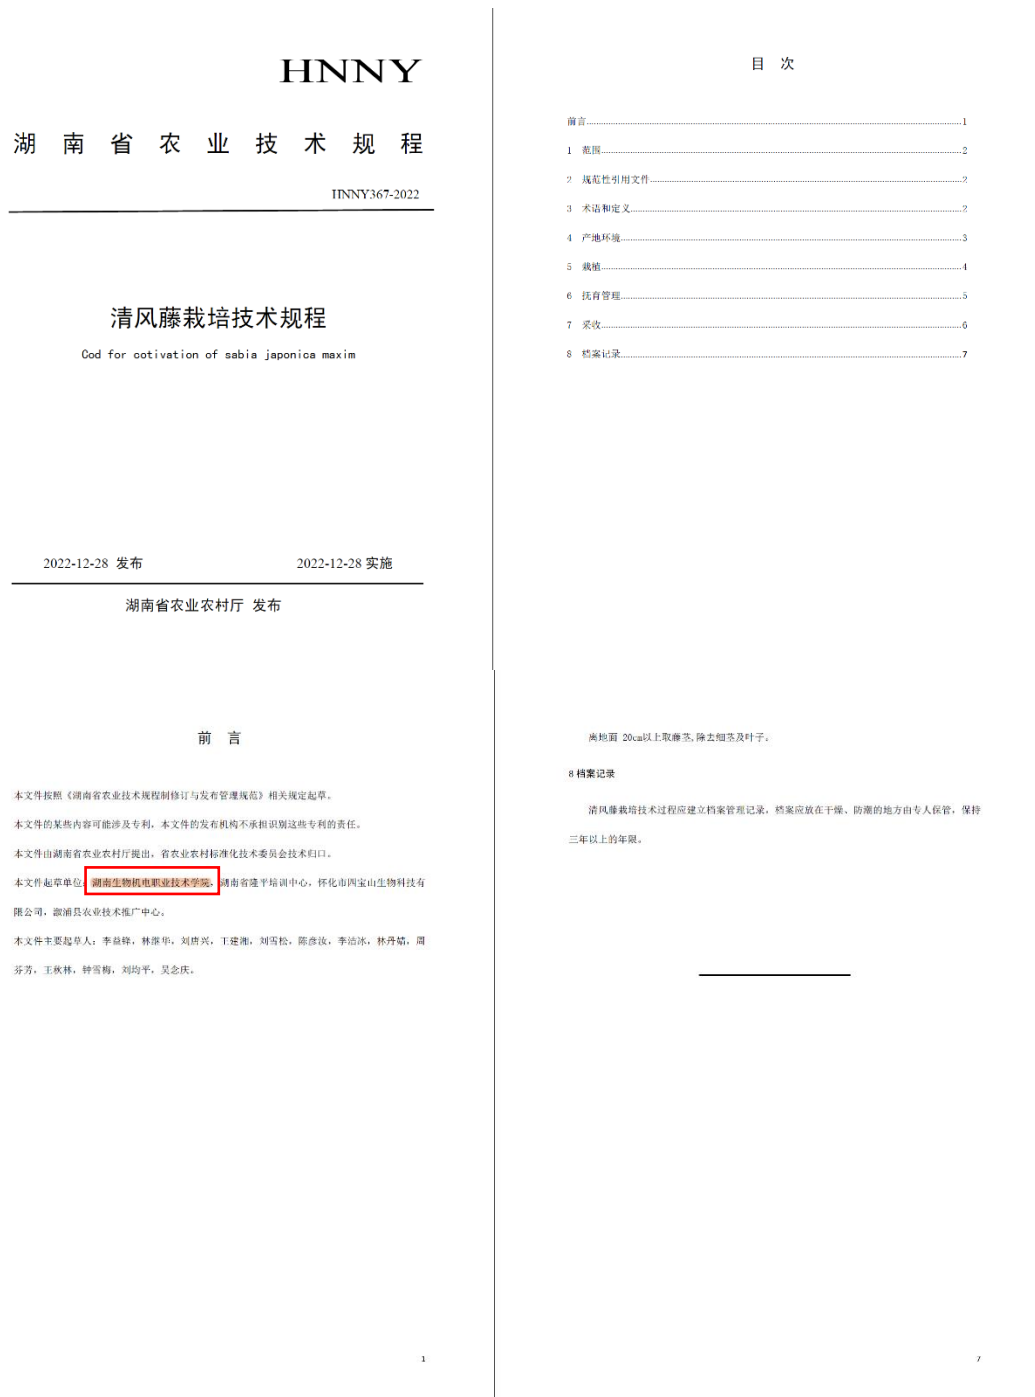 HNNY
湖南省农业技术规程
HNNY367-2022
清风藤栽培技术规程
Cod for cotivation of sabia japonica maxim
2022-12-28 发布
2022-12-28 实施
湖南省农业农村厅 发布
目 次
前言 1
1 范围 2
2 规范性引用文件 2
3 术语和定义 2
4 产地环境 3
5 栽植 4
6 抚育管理 5
7 采收 6
8 档案记录 7
前 言
本文件按照《湖南省农业技术规程制修订与发布管理规范》相关规定起草。
本文件的某些内容可能涉及专利，本文件的发布机构不承担识别这些专利的责任。
本文件由湖南省农业农村厅提出，省农业农村标准化技术委员会技术归口。
本文件起草单位：湖南生物机电职业技术学院，湖南省隆平培训中心，怀化市四宝山生物科技有
限公司，溆浦县农业技术推广中心。
本文件主要起草人：李益锋，林继华，刘唐兴，王建湘，刘雪松，陈彦汝，李洁冰，林丹婧，周
芬芳，王秋林，钟雪梅，刘均平，吴念庆。
1
离地面 20cm以上取藤茎,除去细茎及叶子。
8 档案记录
清风藤栽培技术过程应建立档案管理记录，档案应放在干燥、防潮的地方由专人保管，保持
三年以上的年限。
7